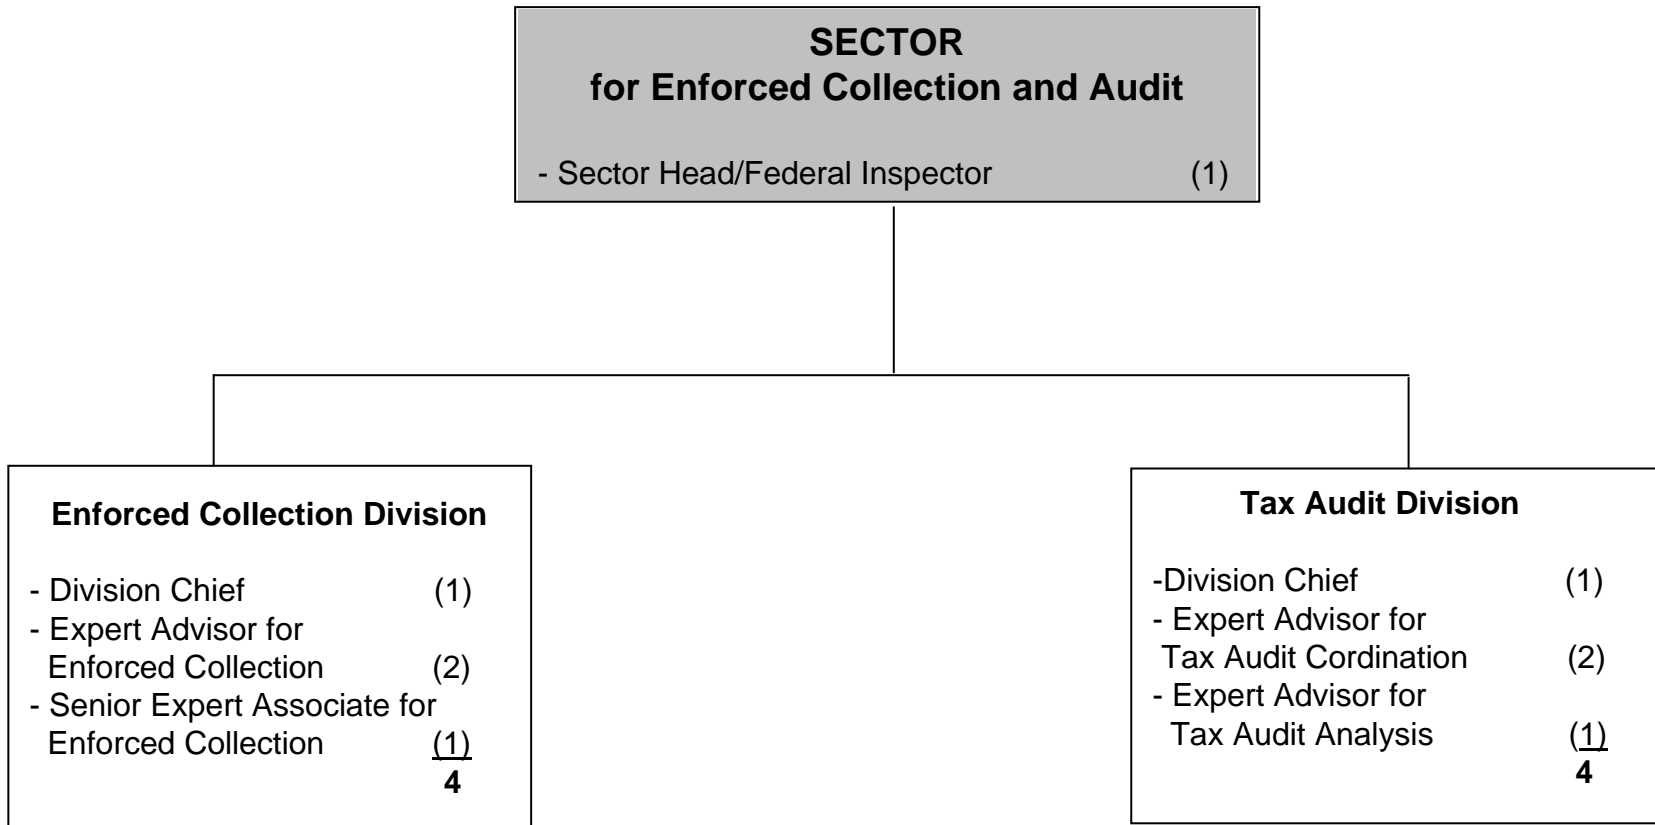 SECTOR
for Enforced Collection and Audit
- Sector Head/Federal Inspector (1)
Enforced Collection Division
- Division Chief (1)
- Expert Advisor for
Enforced Collection (2)
- Senior Expert Associate for
Enforced Collection (1)
4
Tax Audit Division
-Division Chief (1)
- Expert Advisor for
Tax Audit Cordination (2)
- Expert Advisor for
Tax Audit Analysis (1)
4